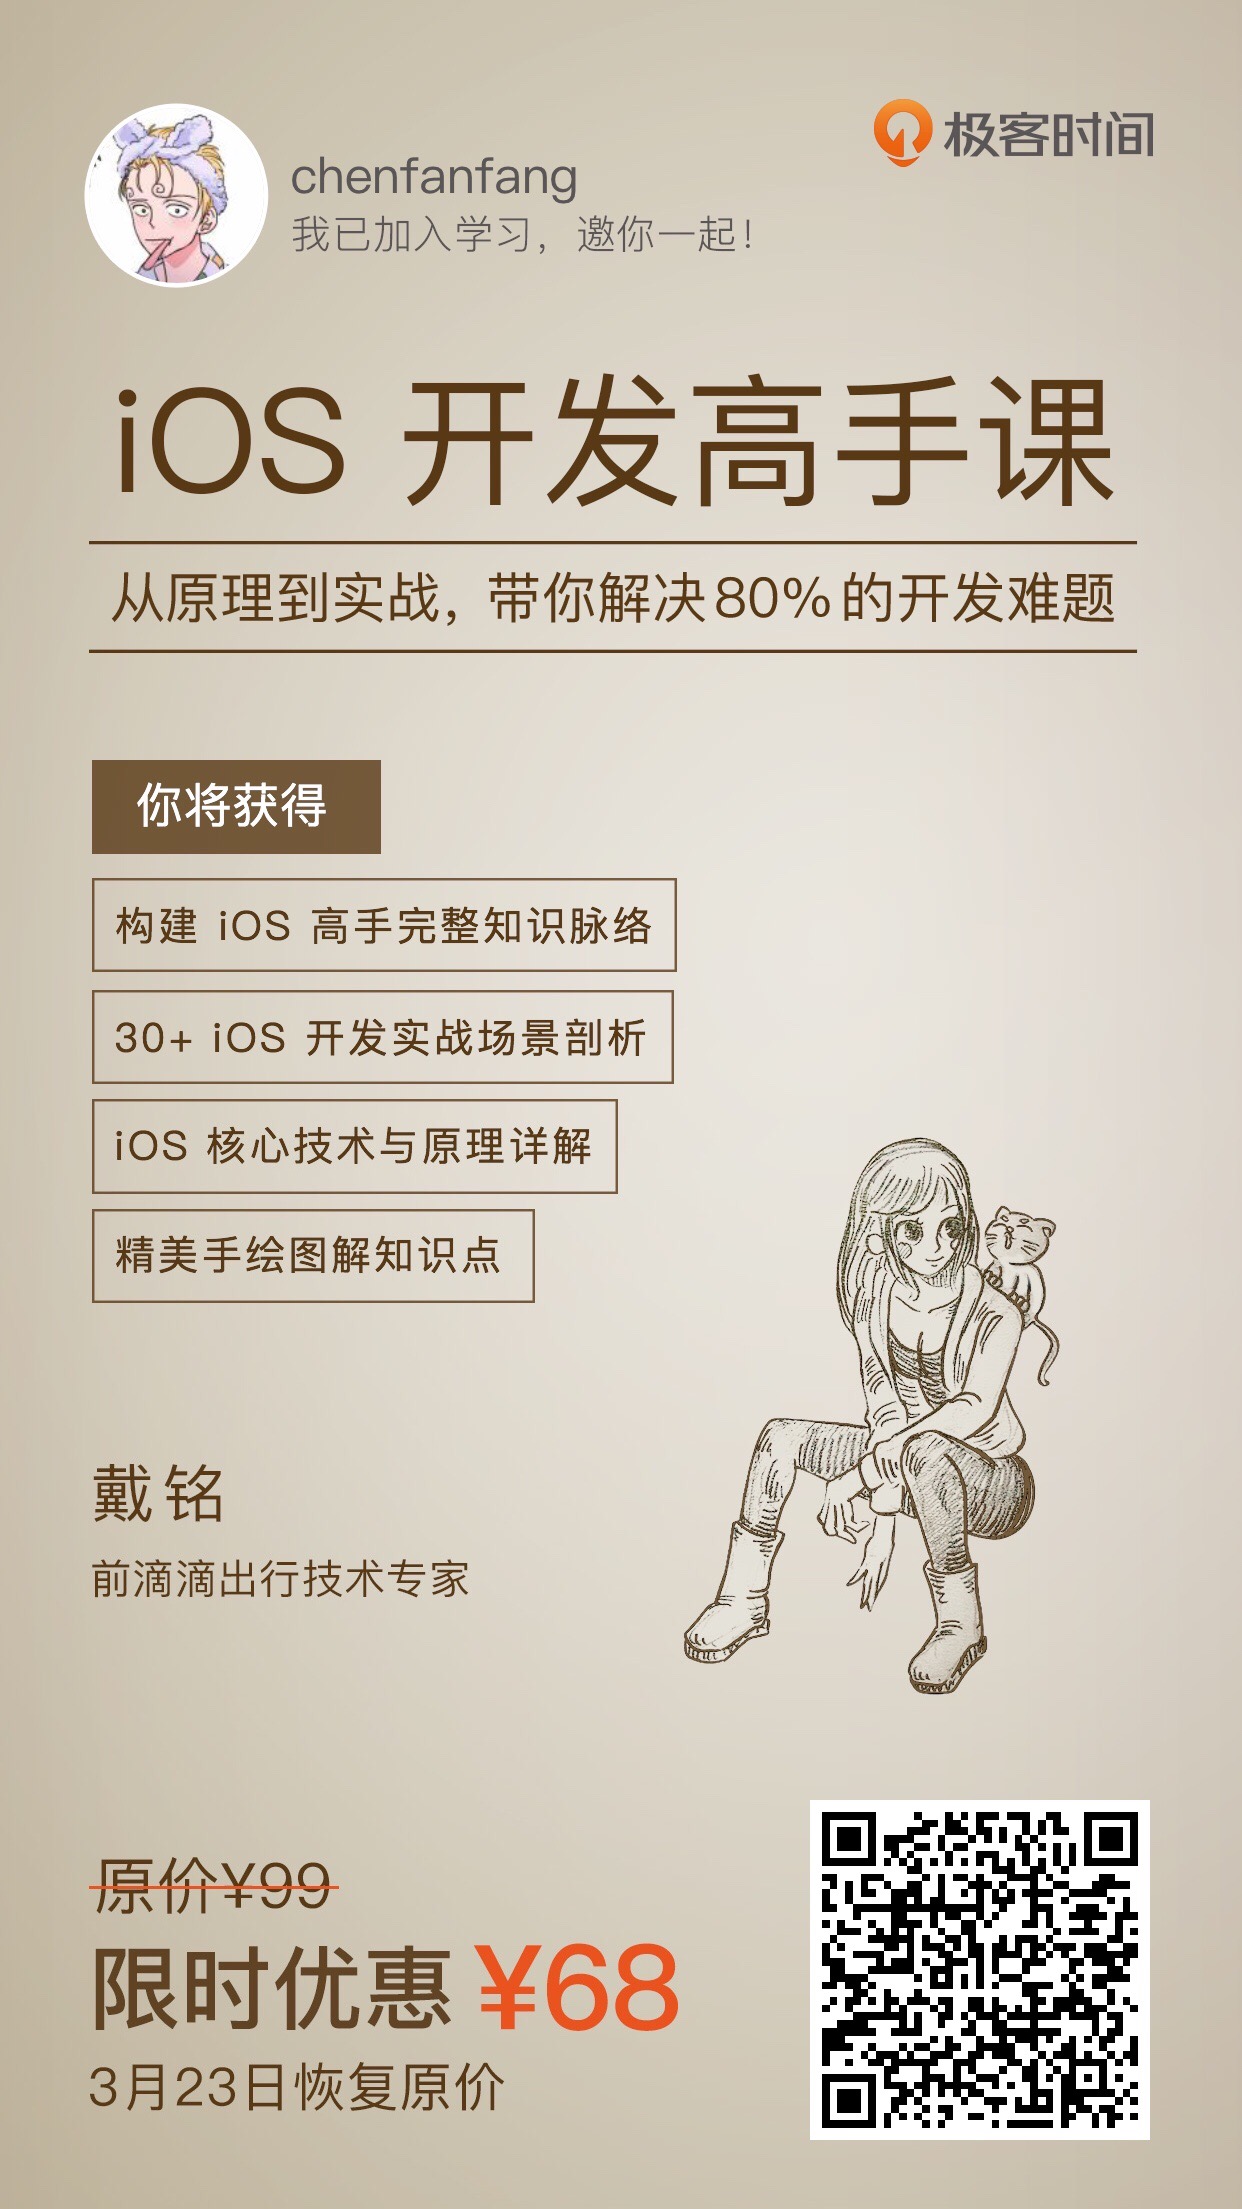 极客时间
chenfanfang
我已加入学习，邀你一起！
iOS 开发高手课
从原理到实战，带你解决80%的开发难题
你将获得
构建 iOS 高手完整知识脉络
30+ iOS 开发实战场景剖析
iOS 核心技术与原理详解
精美手绘图解知识点
戴铭
前滴滴出行技术专家
原价¥99
限时优惠 ¥68
3月23日恢复原价